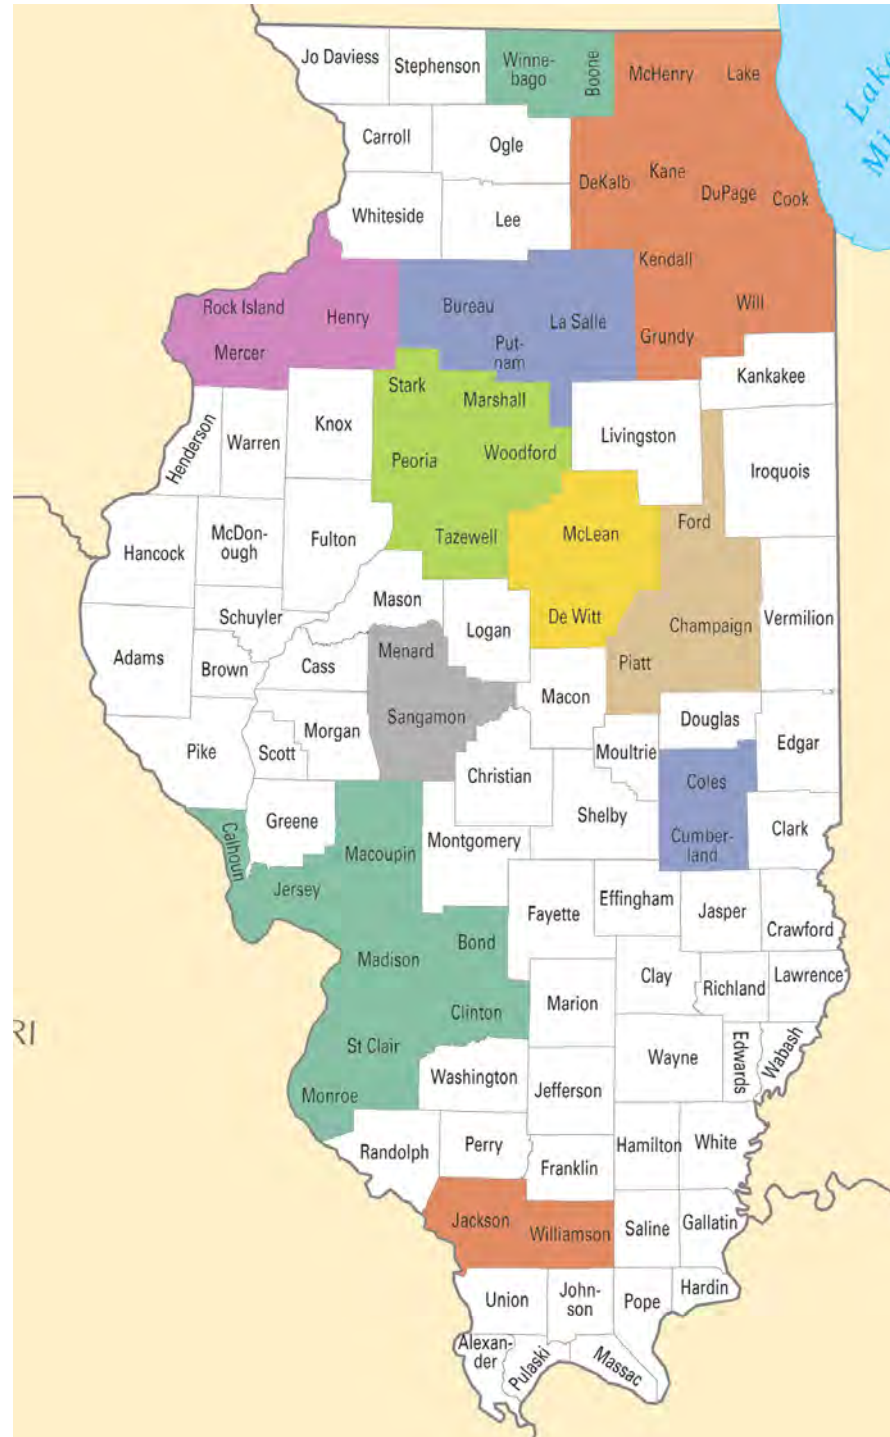 Jo Daviess
Stephenson
Winne-
bago
Boone
McHenry
Lake
Lake
Mi
Carroll
Ogle
DeKalb
Kane
DuPage
Cook
Whiteside
Lee
Kendall
Rock Island
Henry
Bureau
La Salle
Will
Mercer
Put-
nam
Grundy
Stark
Marshall
Kankakee
Henderson
Warren
Knox
Peoria
Woodford
Livingston
Iroquois
Hancock
McDon-
ough
Fulton
Tazewell
McLean
Ford
Schuyler
Mason
Logan
De Witt
Champaign
Vermilion
Adams
Brown
Cass
Menard
Piatt
Macon
Pike
Scott
Morgan
Sangamon
Douglas
Edgar
Moultrie
Christian
Coles
Calhoun
Greene
Macoupin
Montgomery
Shelby
Cumber-
land
Clark
Jersey
Fayette
Effingham
Jasper
Crawford
Madison
Bond
Clay
Richland
Lawrence
RI
Clinton
Marion
St Clair
Wayne
Edwards
Wabash
Monroe
Washington
Jefferson
Randolph
Perry
Franklin
Hamilton
White
Jackson
Williamson
Saline
Gallatin
Union
John-
son
Pope
Hardin
Alexan-
der
Pulaski
Massac